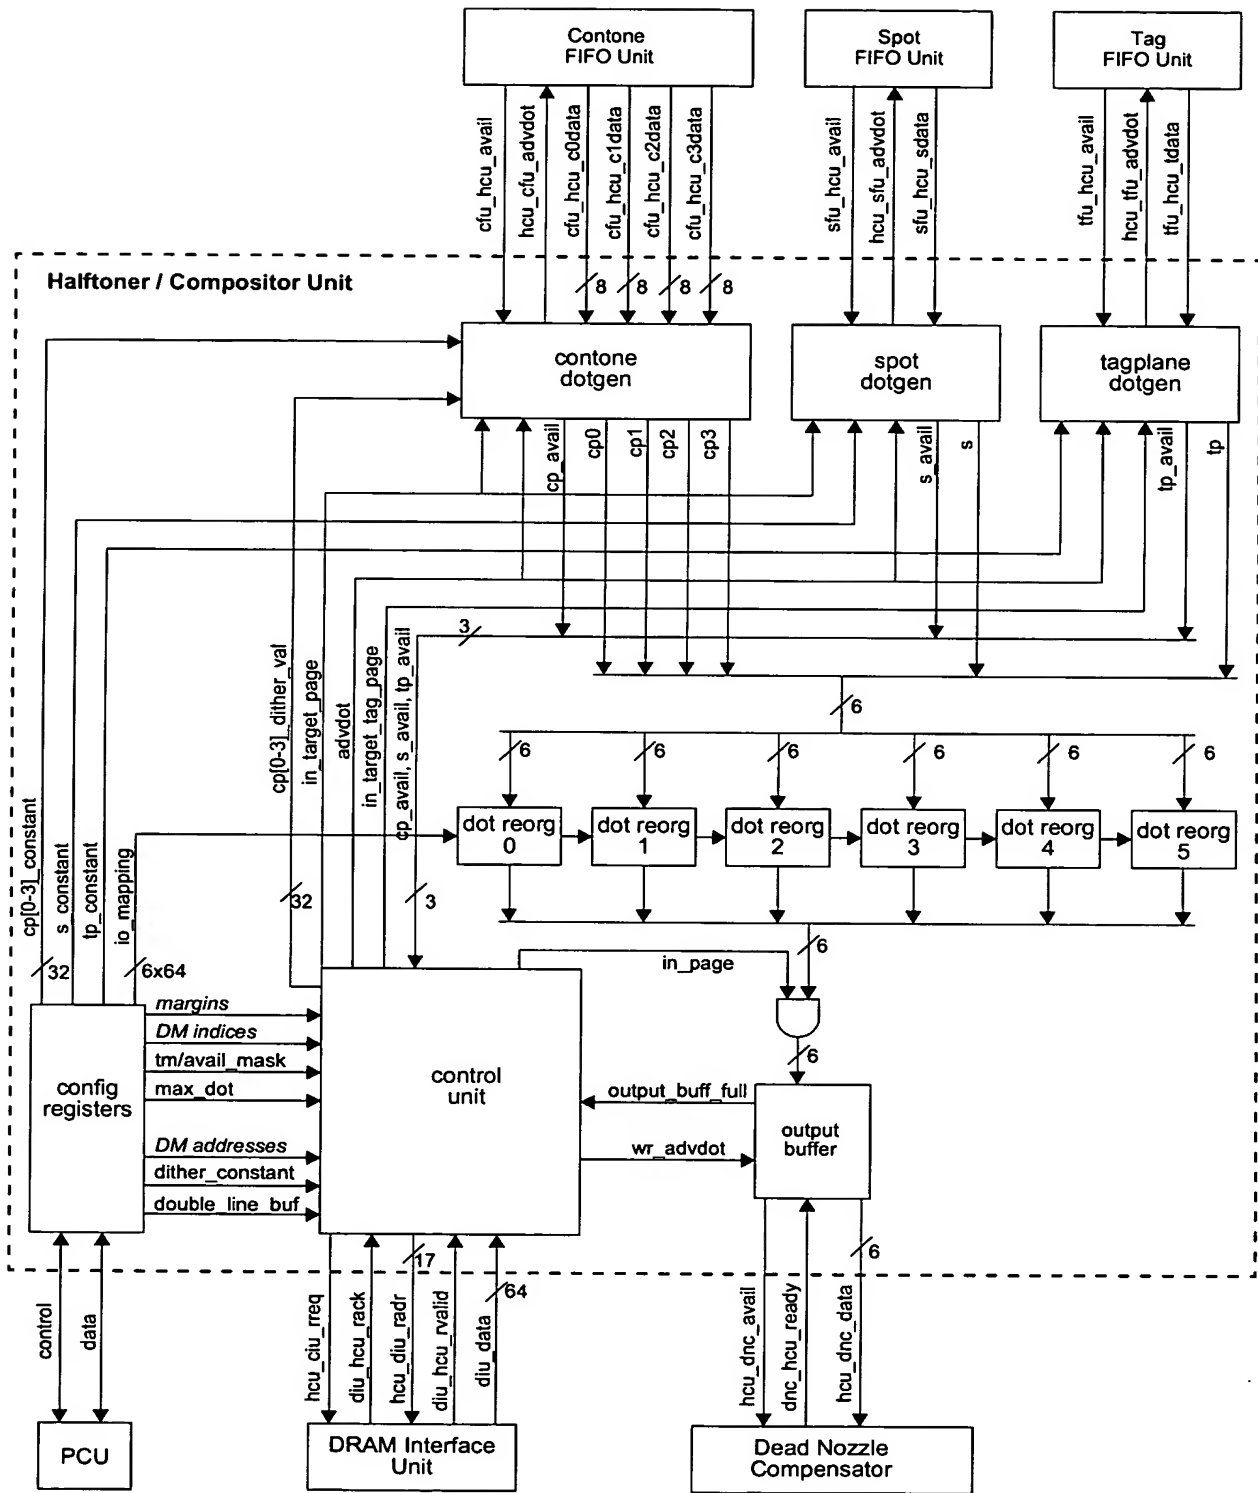 Contone
FIFO Unit
Spot
FIFO Unit
Tag
FIFO Unit
cfu_hcu_avail
hcu_cfu_advdot
cfu_hcu_c0data
cfu_hcu_c1data
cfu_hcu_c2data
cfu_hcu_c3data
sfu_hcu_avail
hcu_sfu_advdot
sfu_hcu_sdata
tfu_hcu_avail
hcu_tfu_advdot
tfu_hcu_tdata
Halftoner / Compositor Unit
8
8
8
8
contone
dotgen
spot
dotgen
tagplane
dotgen
cp_avail
cp0
cp1
cp2
cp3
s_avail
s
tp_avail
tp
3
6
cp[0-3]_dither_val
in_target_page
advdot
in_target_tag_page
cp_avail, s_avail, tp_avail
6
6
6
6
6
6
dot reorg
0
dot reorg
1
dot reorg
2
dot reorg
3
dot reorg
4
dot reorg
5
cp[0-3]_constant
s_constant
tp_constant
io_mapping
32
3
32
6x64
6
in_page
margins
DM indices
tm/avail_mask
max_dot
DM addresses
dither_constant
double_line_buf
config
registers
control
unit
6
output_buff_full
wr_advdot
output
buffer
17
64
6
control
data
hcu_ciu_rreq
diu_hcu_rack
hcu_diu_radr
diu_hcu_rvalid
diu_data
hcu_dnc_avail
dnc_hcu_ready
hcu_dnc_data
PCU
DRAM Interface
Unit
Dead Nozzle
Compensator